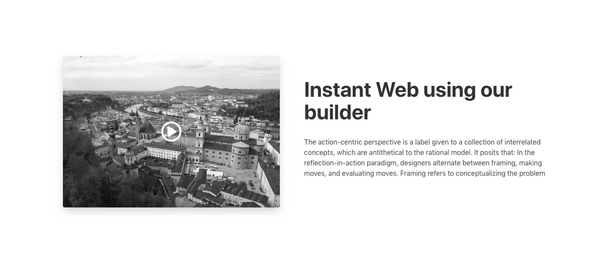 Instant Web using our
builder
The action-centric perspective is a label given to a collection of interrelated
concepts, which are antithetical to the rational model. It posits that: In the
reflection-in-action paradigm, designers alternate between framing, making
moves, and evaluating moves. Framing refers to conceptualizing the problem